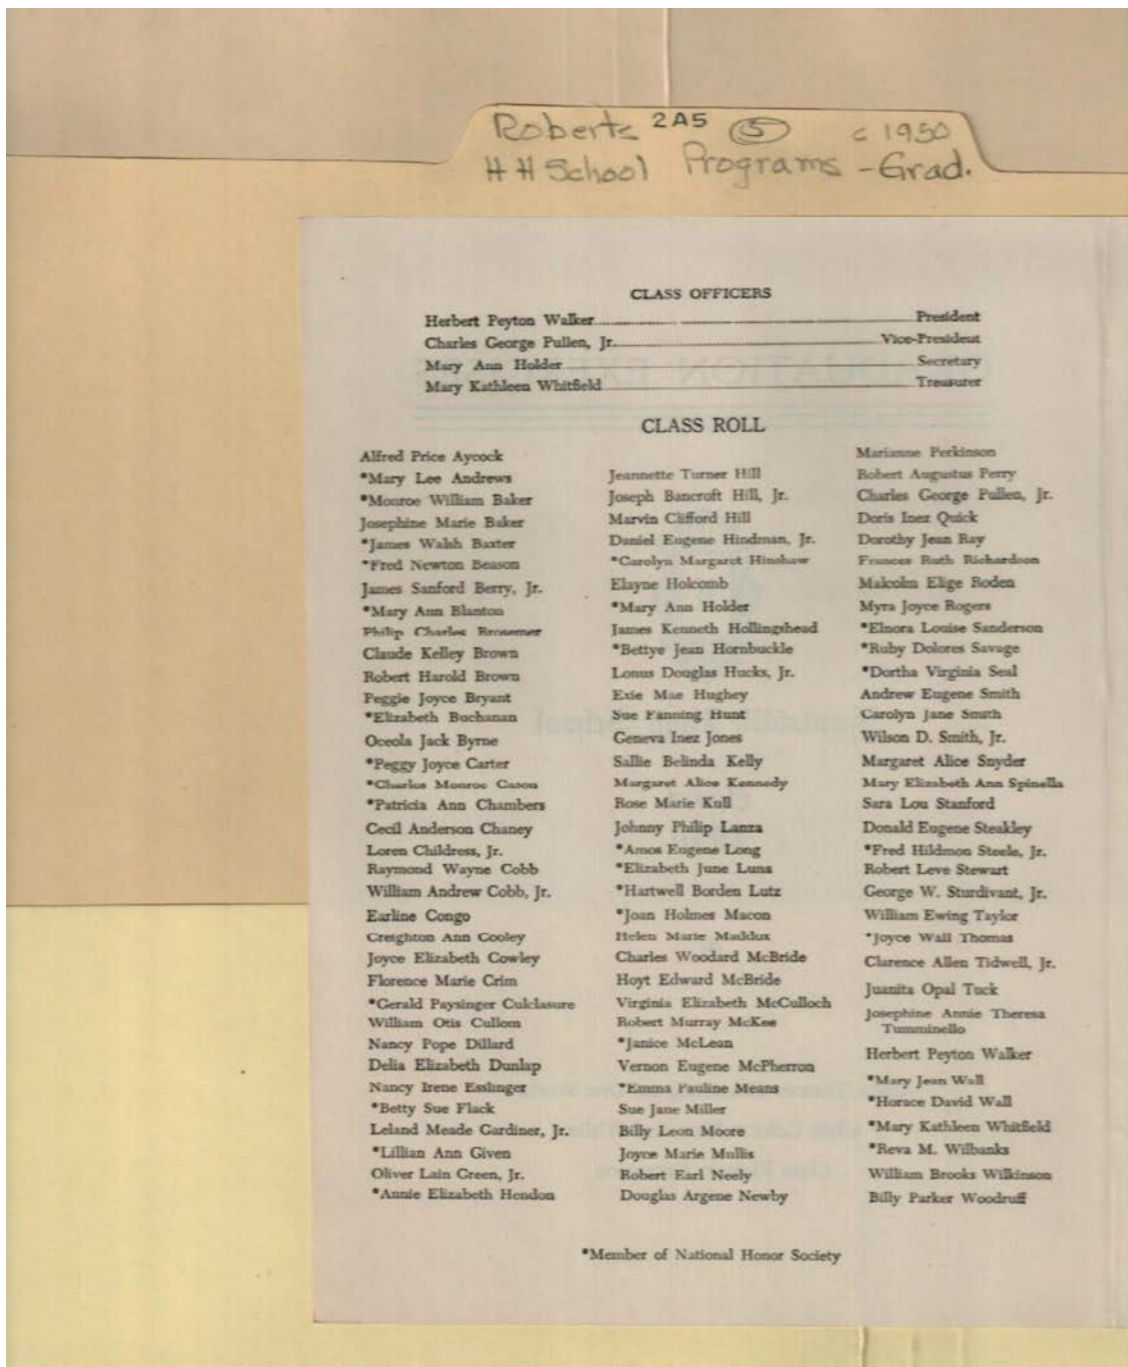 Roberts 2A5 5 c 1950
H H School Programs - Grad.
CLASS OFFICERS
Herbert Peyton Walker President
Charles George Pullen, Jr. Vice-President
Mary Ann Holder Secretary
Mary Kathleen Whitfield Treasurer
CLASS ROLL
Alfred Price Aycock
*Mary Lee Andrews
*Monroe William Baker
Josephine Marie Baker
*James Walsh Baxter
*Fred Newton Beason
James Sanford Berry, Jr.
*Mary Ann Blanton
Philip Charles Brosemer
Claude Kelley Brown
Robert Harold Brown
Peggie Joyce Bryant
*Elizabeth Buchanan
Oceola Jack Byrne
*Peggy Joyce Carter
*Charles Monroe Cason
*Patricia Ann Chambers
Cecil Anderson Chaney
Loren Childress, Jr.
Raymond Wayne Cobb
William Andrew Cobb, Jr.
Earline Congo
Creighton Ann Cooley
Joyce Elizabeth Cowley
Florence Marie Crim
*Gerald Paysinger Culclasure
William Otis Cullom
Nancy Pope Dillard
Delia Elizabeth Dunlap
Nancy Irene Esslinger
*Betty Sue Flack
Leland Meade Gardiner, Jr.
*Lillian Ann Given
Oliver Lain Green, Jr.
*Annie Elizabeth Hendon
Jeannette Turner Hill
Joseph Bancroft Hill, Jr.
Marvin Clifford Hill
Daniel Eugene Hindman, Jr.
*Carolyn Margaret Hinshaw
Elayne Holcomb
*Mary Ann Holder
James Kenneth Hollingshead
*Bettye Jean Hornbuckle
Lonus Douglas Hucks, Jr.
Exie Mae Hughey
Sue Fanning Hunt
Geneva Inez Jones
Sallie Belinda Kelly
Margaret Alice Kennedy
Rose Marie Kull
Johnny Philip Lanza
*Amos Eugene Long
*Elizabeth June Luna
*Hartwell Borden Lutz
*Joan Holmes Macon
Helen Marie Maddox
Charles Woodard McBride
Hoyt Edward McBride
Virginia Elizabeth McCulloch
Robert Murray McKee
*Janice McLean
Vernon Eugene McPherron
*Emma Pauline Means
Sue Jane Miller
Billy Leon Moore
Joyce Marie Mullis
Robert Earl Neely
Douglas Argene Newby
Marianne Perkinson
Robert Augustus Perry
Charles George Pullen, Jr.
Doris Inez Quick
Dorothy Jean Ray
Frances Ruth Richardson
Malcolm Elige Roden
Myra Joyce Rogers
*Elnora Louise Sanderson
*Ruby Dolores Savage
*Dortha Virginia Seal
Andrew Eugene Smith
Carolyn Jane Smith
Wilson D. Smith, Jr.
Margaret Alice Snyder
Mary Elizabeth Ann Spinella
Sara Lou Stanford
Donald Eugene Steakley
*Fred Hildmon Steele, Jr.
Robert Leve Stewart
George W. Sturdivant, Jr.
William Ewing Taylor
*Joyce Wall Thomas
Clarence Allen Tidwell, Jr.
Juanita Opal Tuck
Josephine Annie Theresa
Tumminello
Herbert Peyton Walker
*Mary Jean Wall
*Horace David Wall
*Mary Kathleen Whitfield
*Reva M. Wilbanks
William Brooks Wilkinson
Billy Parker Woodruff
*Member of National Honor Society